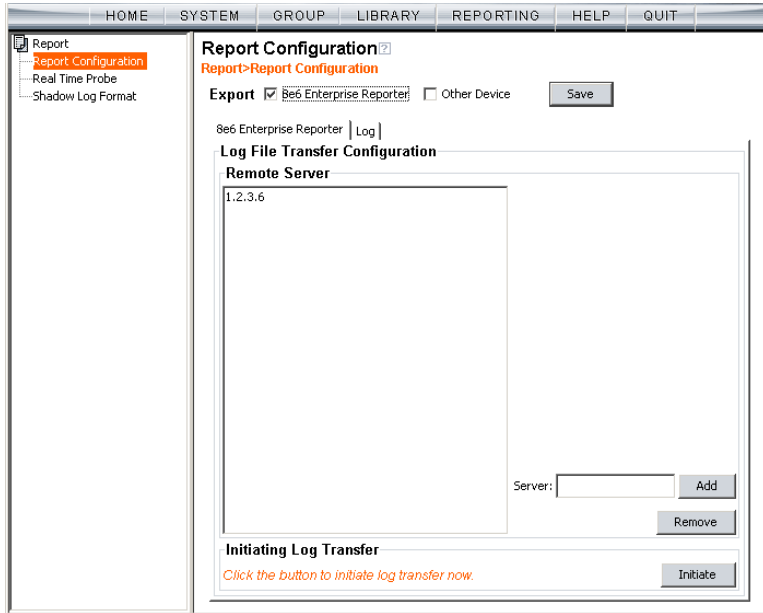 HOME SYSTEM GROUP LIBRARY REPORTING HELP QUIT
Report
Report Configuration
Real Time Probe
Shadow Log Format
Report Configuration?
Report>Report Configuration
Export 8e6 Enterprise Reporter Other Device Save
8e6 Enterprise Reporter Log
Log File Transfer Configuration
Remote Server
1.2.3.6
Server: Add
Remove
Initiating Log Transfer
Click the button to initiate log transfer now. Initiate